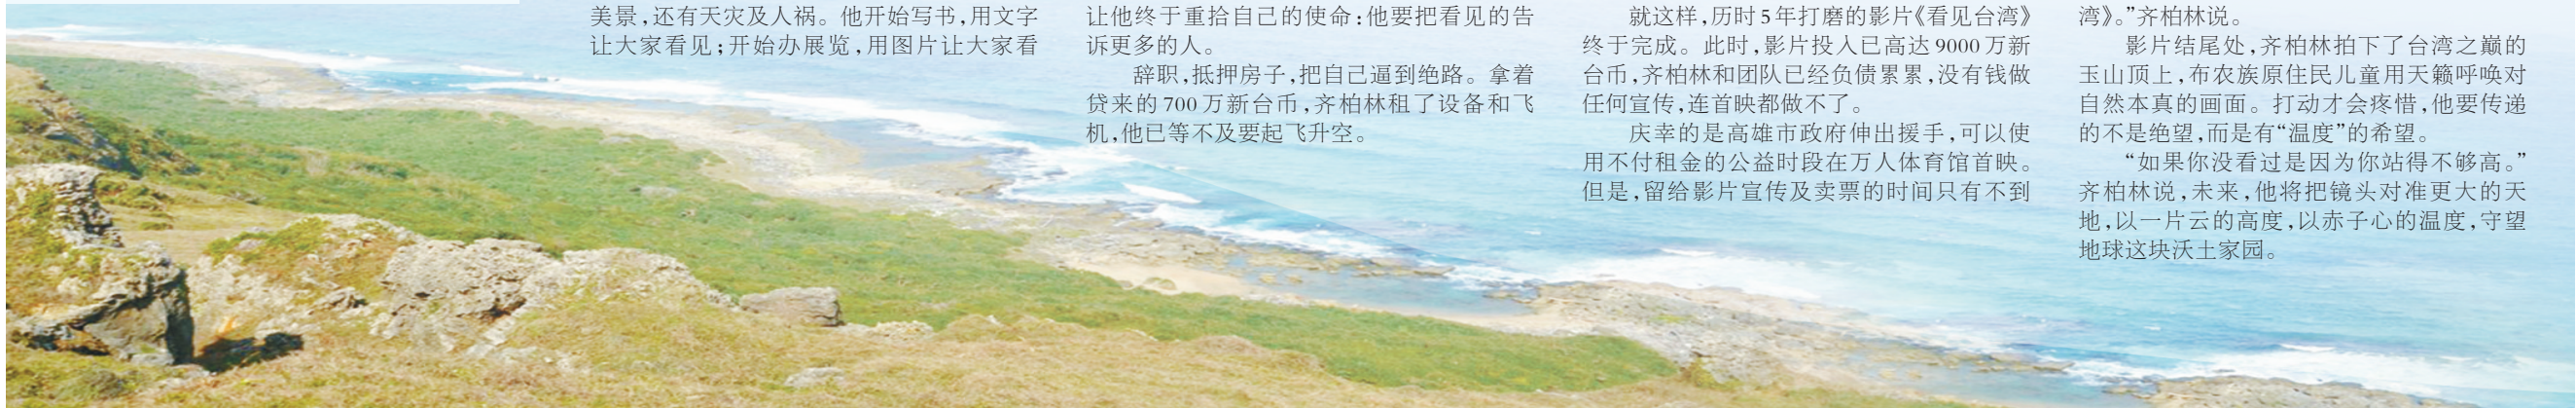 美景,还有天灾及人祸。他开始写书,用文字
让大家看见;开始办展览,用图片让大家看
让他终于重拾自己的使命:他要把看见的告
诉更多的人。
辞职,抵押房子,把自己逼到绝路。拿着
贷来的700万新台币,齐柏林租了设备和飞
机,他已等不及要起飞升空。
就这样,历时5年打磨的影片《看见台湾》
终于完成。此时,影片投入已高达9000万新
台币,齐柏林和团队已经负债累累,没有钱做
任何宣传,连首映都做不了。
庆幸的是高雄市政府伸出援手,可以使
用不付租金的公益时段在万人体育馆首映。
但是,留给影片宣传及卖票的时间只有不到
湾》。”齐柏林说。
影片结尾处,齐柏林拍下了台湾之巅的
玉山顶上,布农族原住民儿童用天籁呼唤对
自然本真的画面。打动才会疼惜,他要传递
的不是绝望,而是有“温度”的希望。
“如果你没看过是因为你站得不够高。”
齐柏林说,未来,他将把镜头对准更大的天
地,以一片云的高度,以赤子心的温度,守望
地球这块沃土家园。